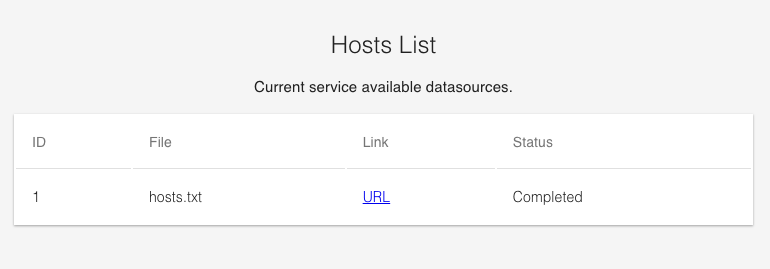 Hosts List
Current service available datasources.
ID File Link Status
1 hosts.txt URL Completed